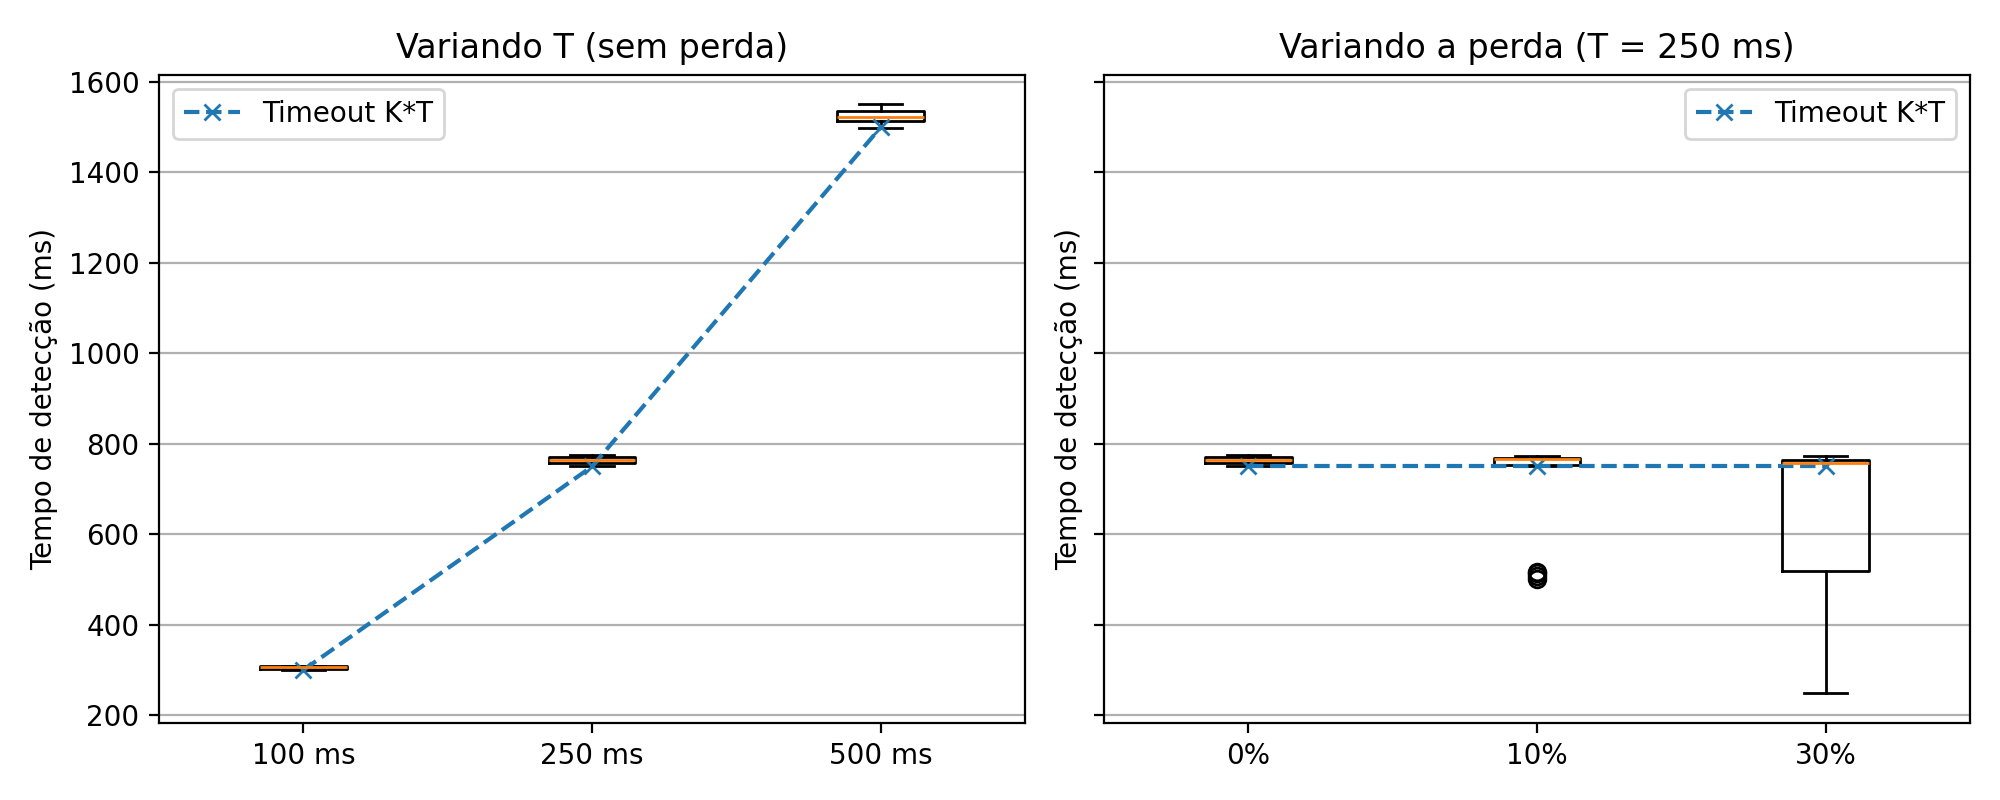 Variando T (sem perda)
Timeout K*T
Tempo de detecção (ms)
1600
1400
1200
1000
800
600
400
200
100 ms
250 ms
500 ms
Variando a perda (T = 250 ms)
Timeout K*T
Tempo de detecção (ms)
0%
10%
30%